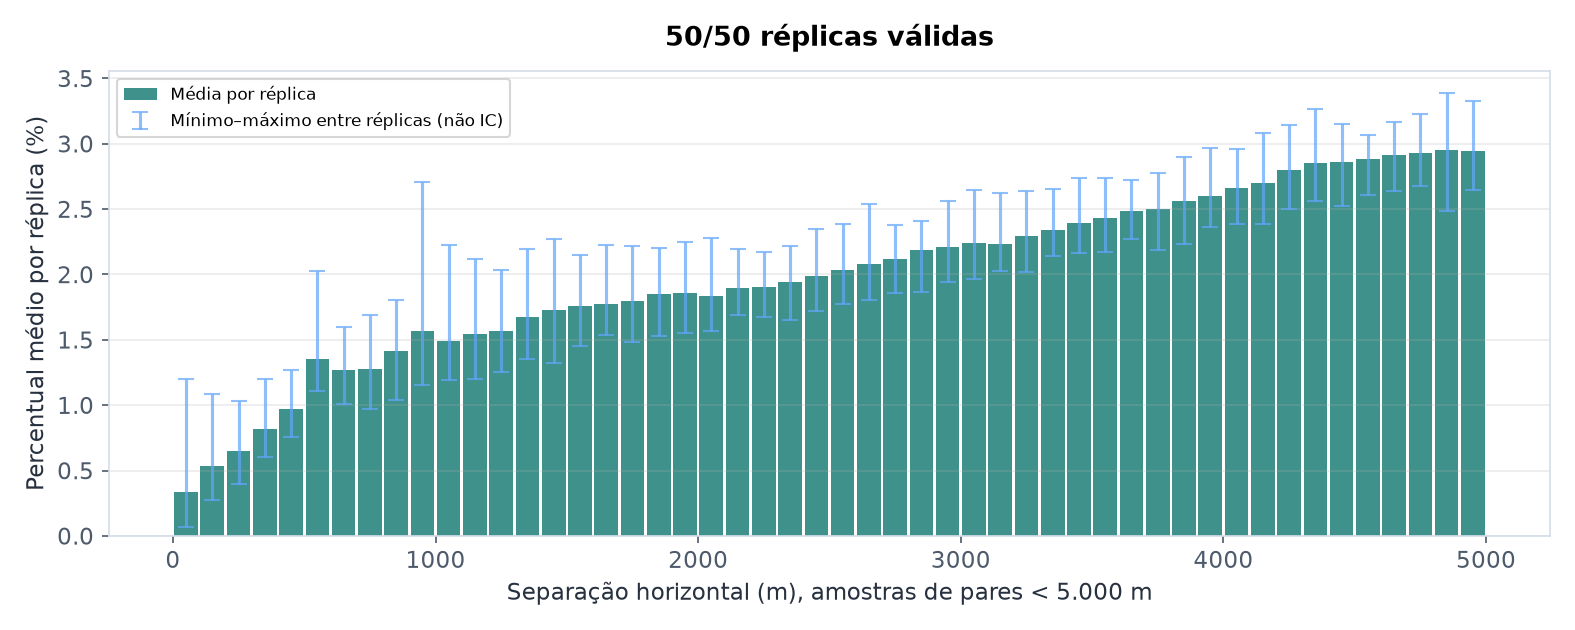 50/50 réplicas válidas
Percentual médio por réplica (%)
3.5
3.0
2.5
2.0
1.5
1.0
0.5
0.0
Média por réplica
Mínimo–máximo entre réplicas (não IC)
0 1000 2000 3000 4000 5000
Separação horizontal (m), amostras de pares < 5.000 m